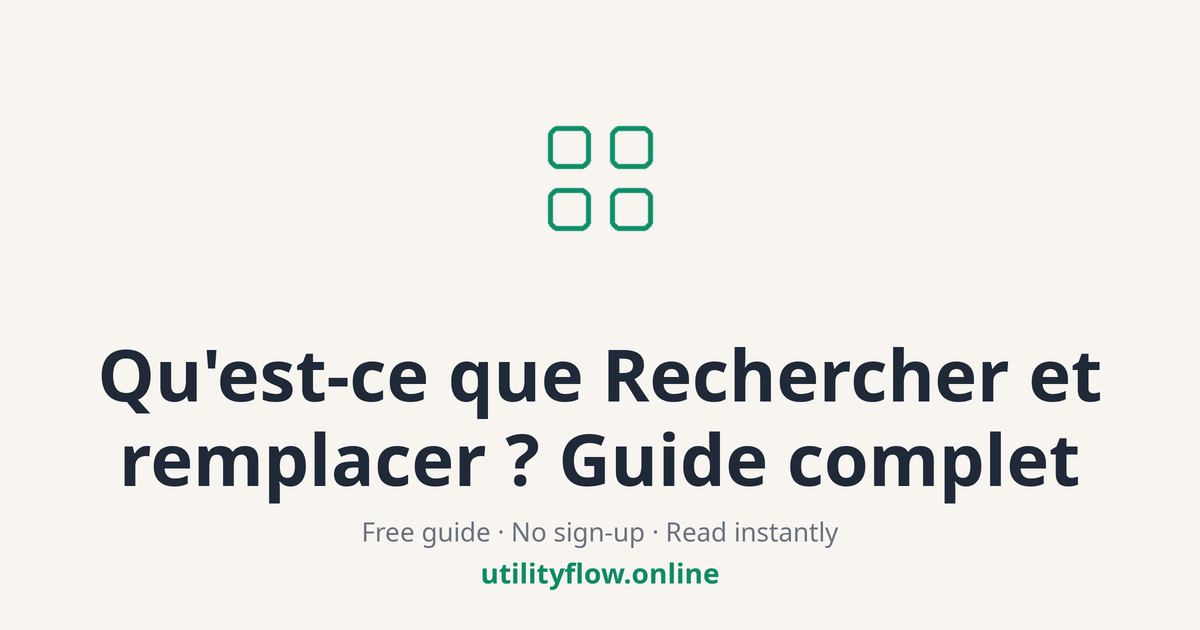 Qu'est-ce que Rechercher et
remplacer ? Guide complet
Free guide · No sign-up · Read instantly
utilityflow.online